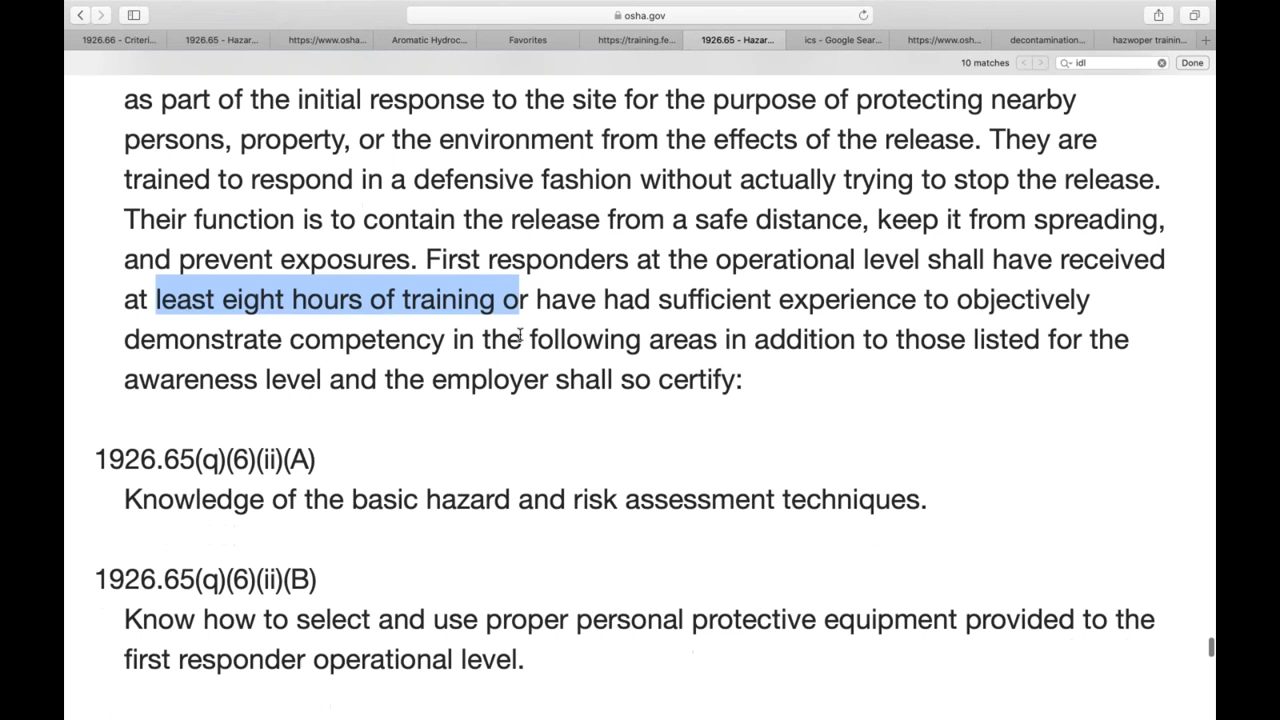 osha.gov
1926.66 - Criteri...
1926.65 - Hazar...
https://www.osha...
Aromatic Hydroc...
Favorites
https://training.fe...
1926.65 - Hazar...
ics - Google Sear...
https://www.osh...
decontamination...
hazwoper trainin...
10 matches
idl
Done
as part of the initial response to the site for the purpose of protecting nearby
persons, property, or the environment from the effects of the release. They are
trained to respond in a defensive fashion without actually trying to stop the release.
Their function is to contain the release from a safe distance, keep it from spreading,
and prevent exposures. First responders at the operational level shall have received
at least eight hours of training or have had sufficient experience to objectively
demonstrate competency in the following areas in addition to those listed for the
awareness level and the employer shall so certify:
1926.65(q)(6)(ii)(A)
Knowledge of the basic hazard and risk assessment techniques.
1926.65(q)(6)(ii)(B)
Know how to select and use proper personal protective equipment provided to the
first responder operational level.